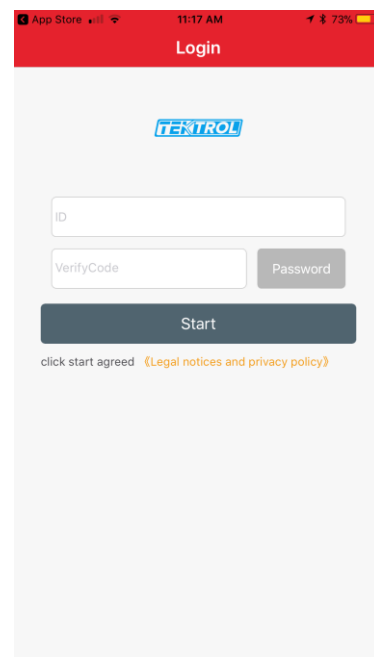 App Store 11:17 AM 73%
Login
TEKTROL
ID
VerifyCode Password
Start
click start agreed 《Legal notices and privacy policy》